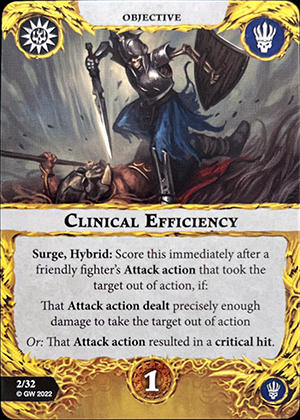 OBJECTIVE
CLINICAL EFFICIENCY
Surge, Hybrid: Score this immediately after a
friendly fighter's Attack action that took the
target out of action, if:
That Attack action dealt precisely enough
damage to take the target out of action
Or: That Attack action resulted in a critical hit.
2/32
© GW 2022
1